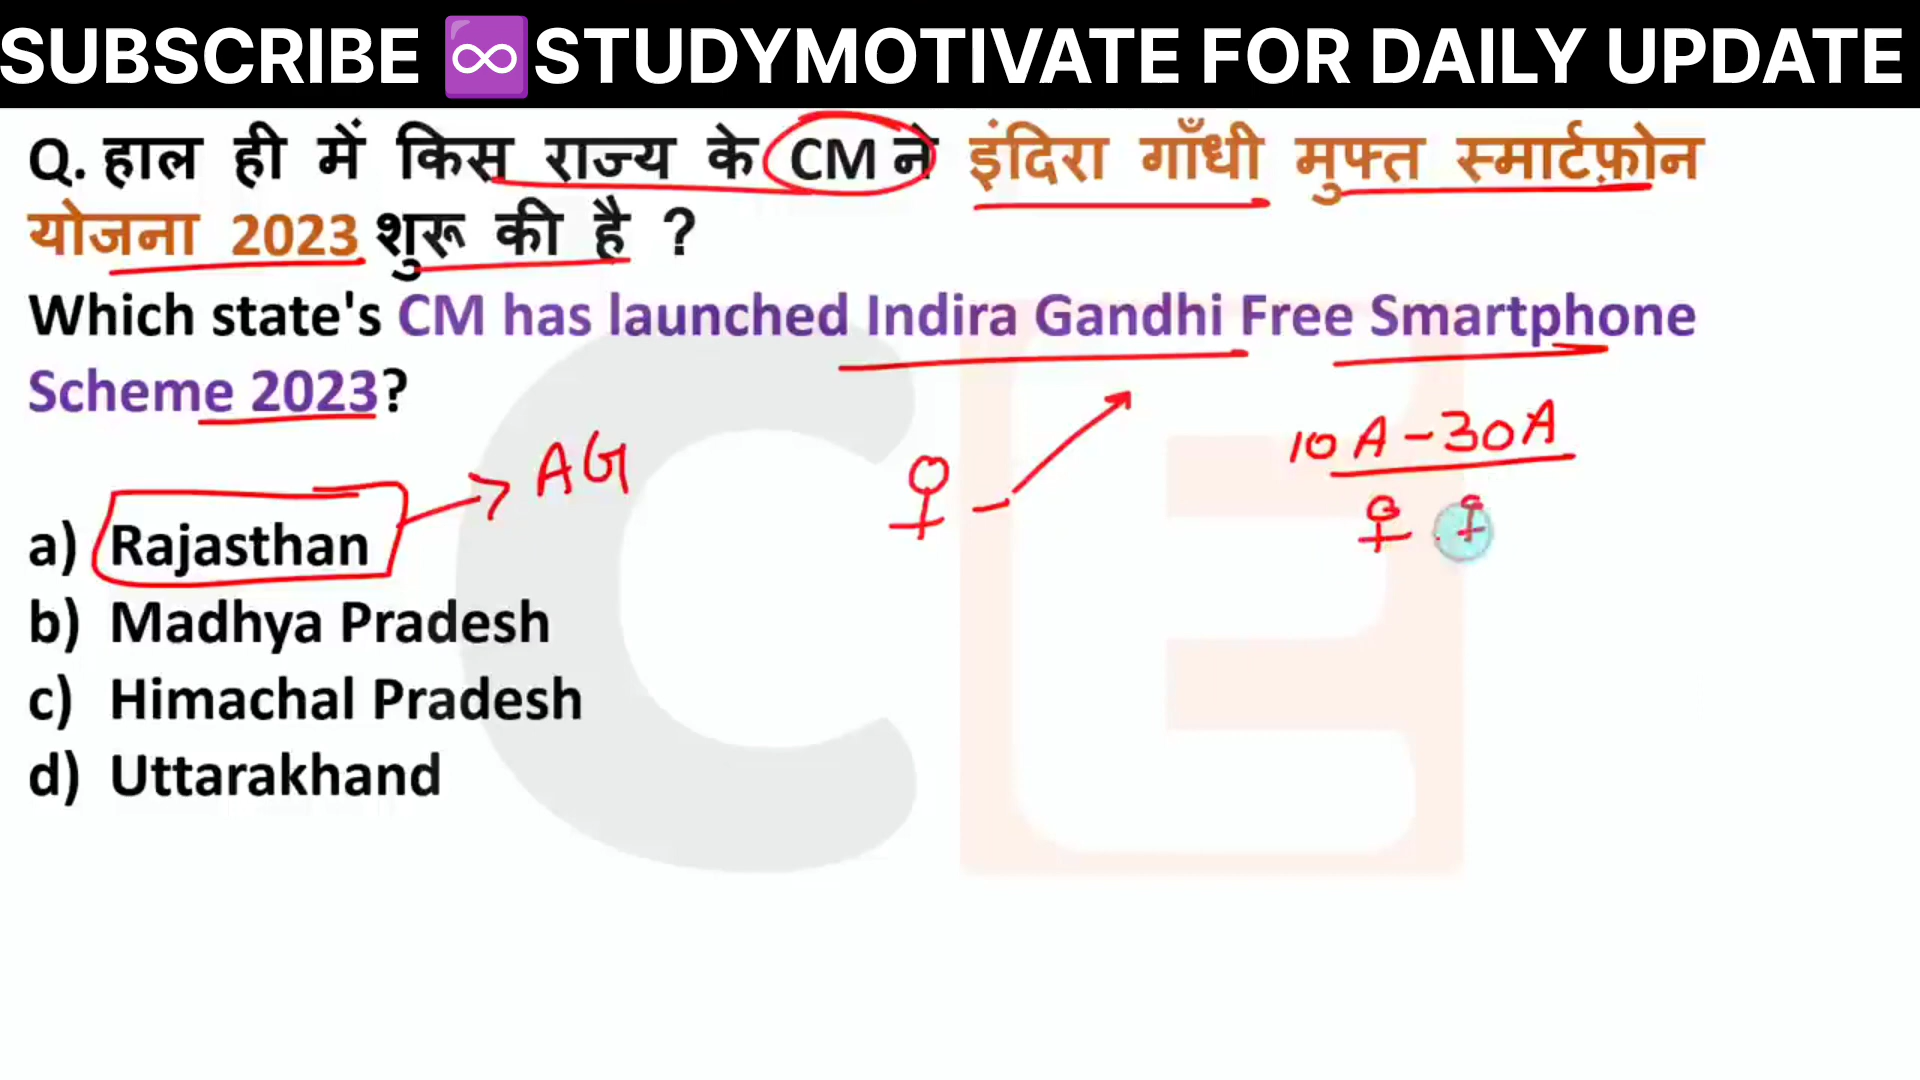 SUBSCRIBE ♾️STUDYMOTIVATE FOR DAILY UPDATE
Q. हाल ही में किस राज्य के CM ने इंदिरा गाँधी मुफ्त स्मार्टफ़ोन
योजना 2023 शुरू की है ?
Which state's CM has launched Indira Gandhi Free Smartphone
Scheme 2023?
10 A - 30 A
AG
a) Rajasthan
b) Madhya Pradesh
c) Himachal Pradesh
d) Uttarakhand
CE